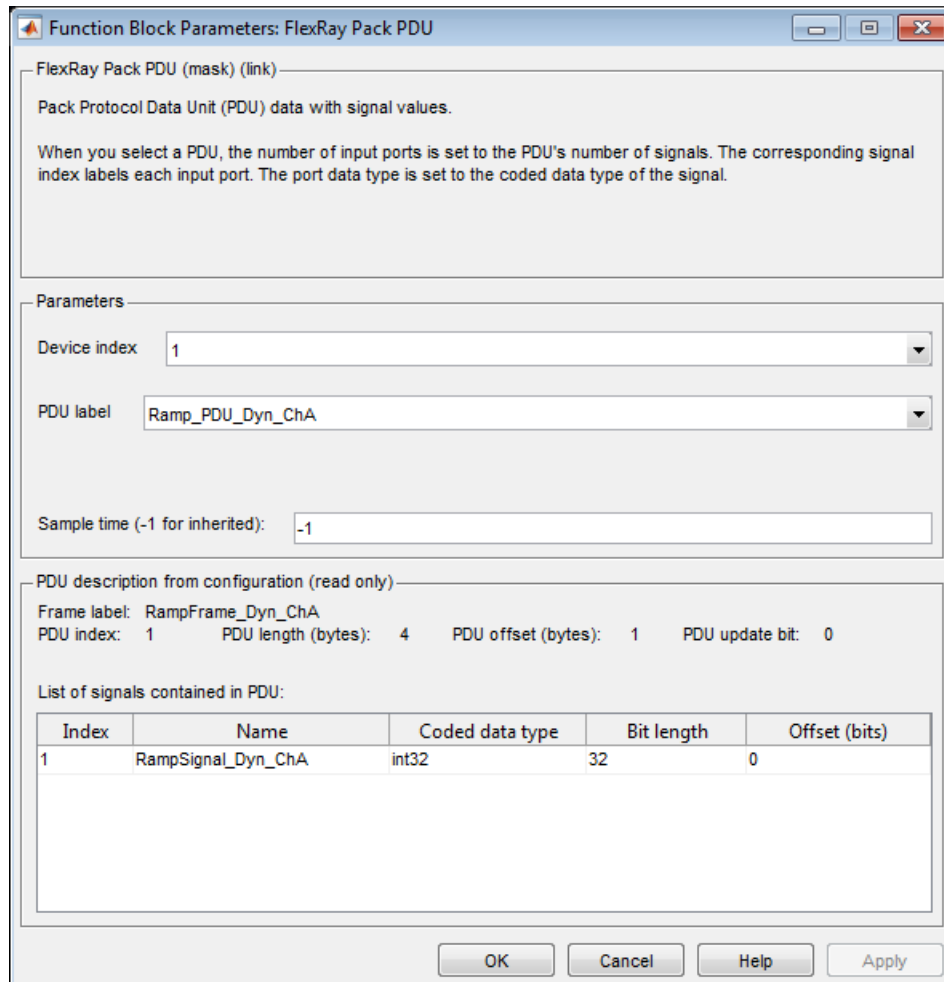 Function Block Parameters: FlexRay Pack PDU
FlexRay Pack PDU (mask) (link)
Pack Protocol Data Unit (PDU) data with signal values.
When you select a PDU, the number of input ports is set to the PDU's number of signals. The corresponding signal
index labels each input port. The port data type is set to the coded data type of the signal.
Parameters
Device index 1
PDU label Ramp_PDU_Dyn_ChA
Sample time (-1 for inherited): -1
PDU description from configuration (read only)
Frame label: RampFrame_Dyn_ChA
PDU index: 1 PDU length (bytes): 4 PDU offset (bytes): 1 PDU update bit: 0
List of signals contained in PDU:
Index Name Coded data type Bit length Offset (bits)
1 RampSignal_Dyn_ChA int32 32 0
OK Cancel Help Apply